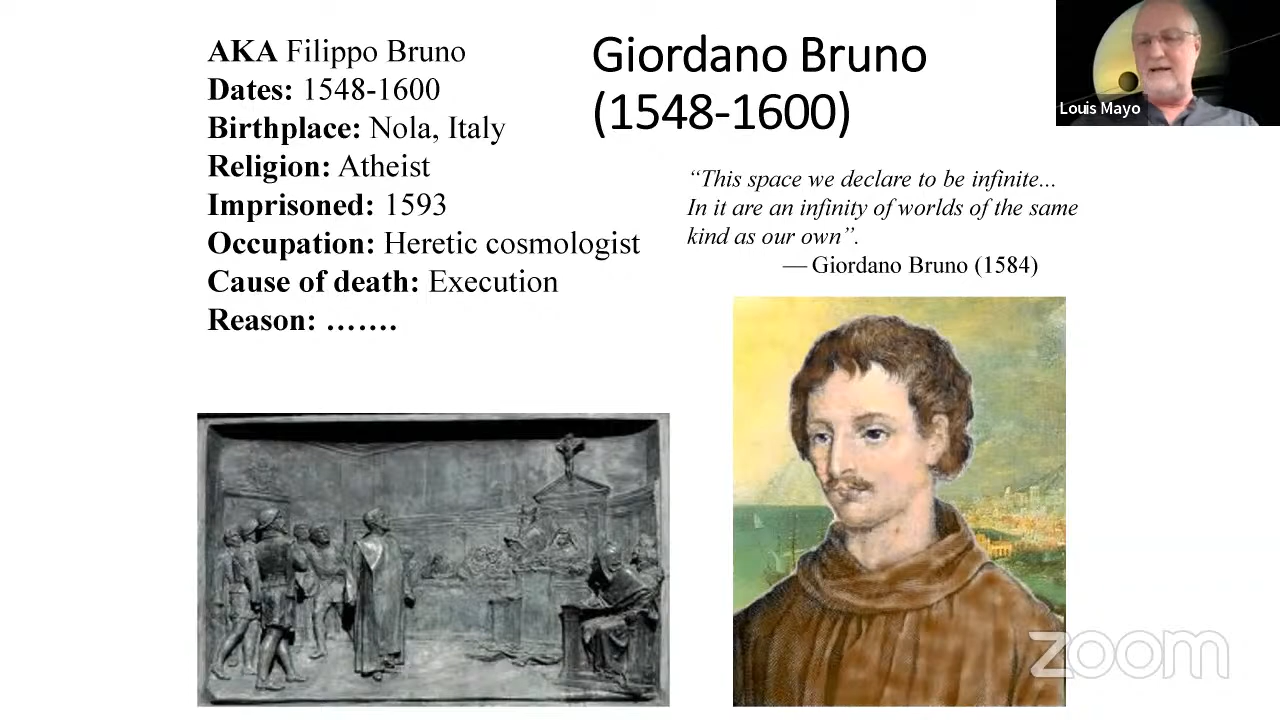 AKA Filippo Bruno
Dates: 1548-1600
Birthplace: Nola, Italy
Religion: Atheist
Imprisoned: 1593
Occupation: Heretic cosmologist
Cause of death: Execution
Reason: …….
Giordano Bruno
(1548-1600)
“This space we declare to be infinite...
In it are an infinity of worlds of the same
kind as our own”.
— Giordano Bruno (1584)
Louis Mayo
zoom